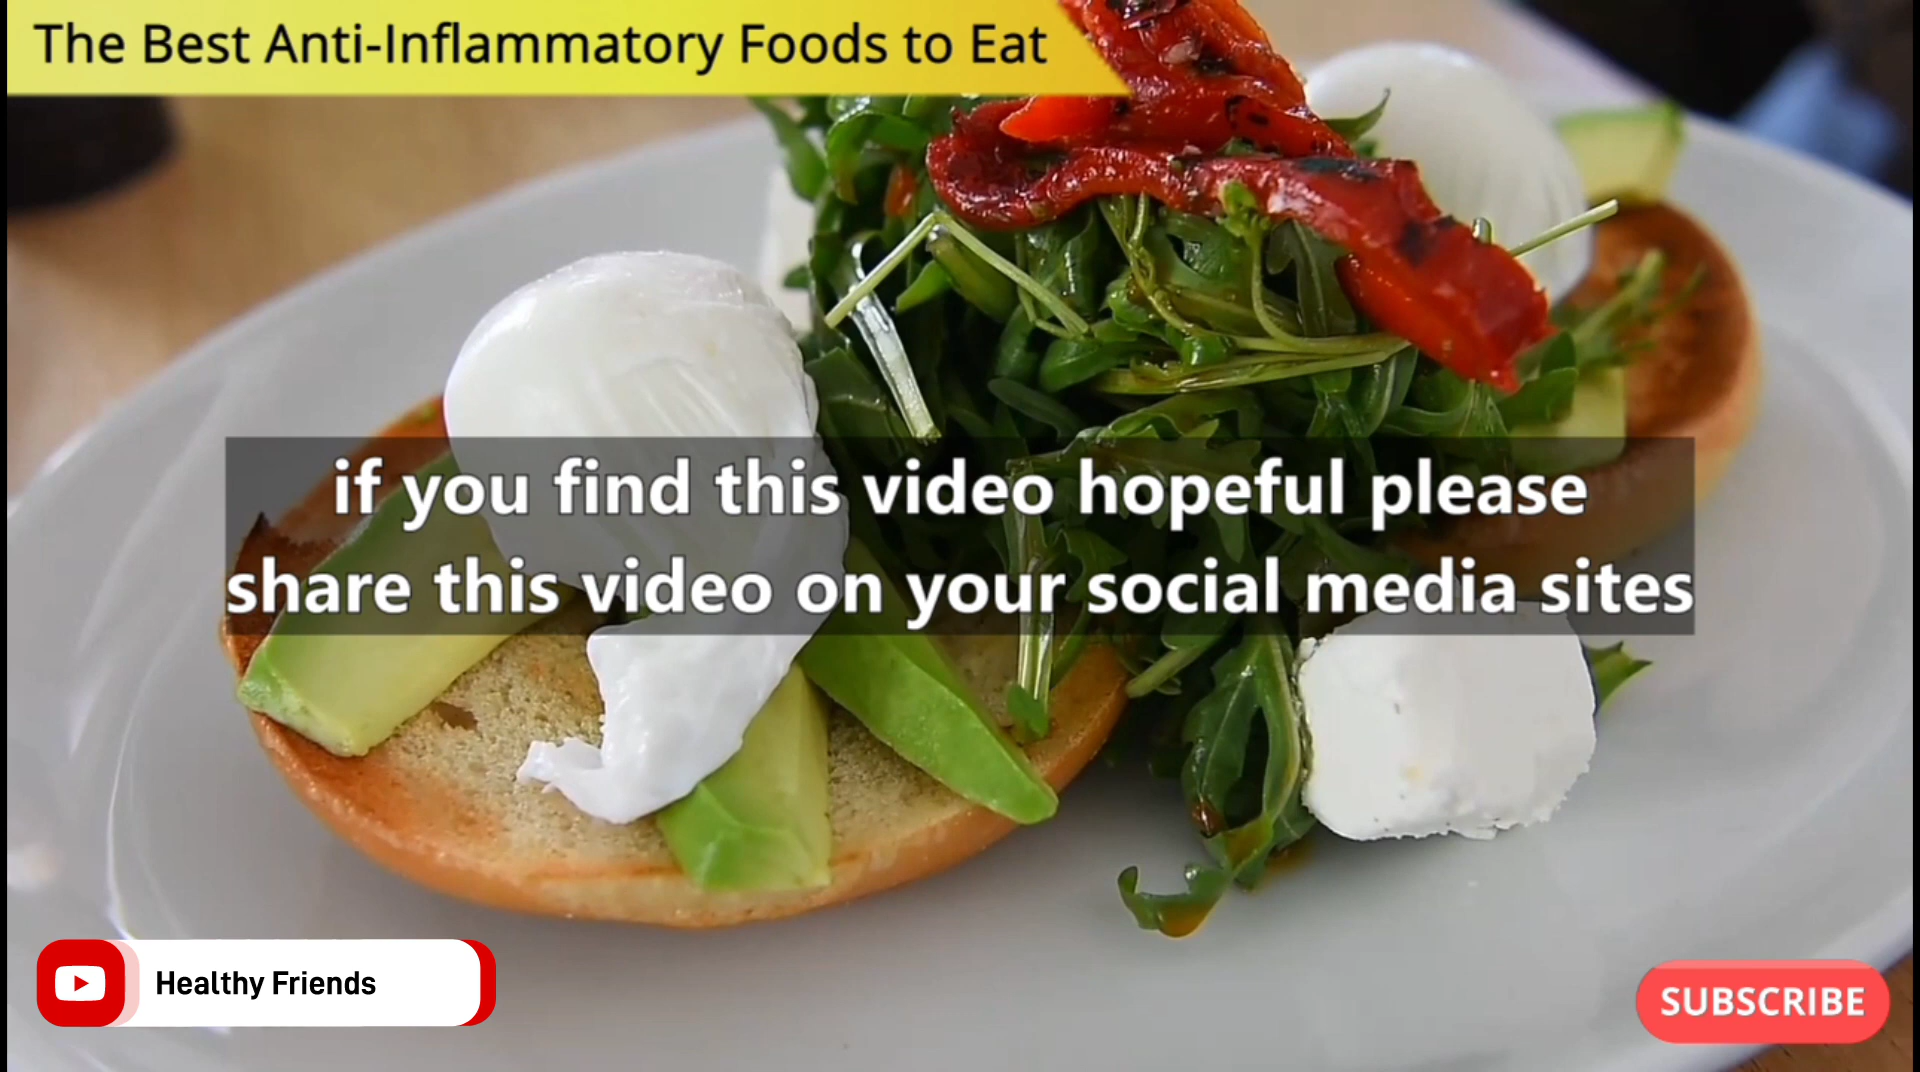 The Best Anti-Inflammatory Foods to Eat
if you find this video hopeful please
share this video on your social media sites
Healthy Friends
SUBSCRIBE